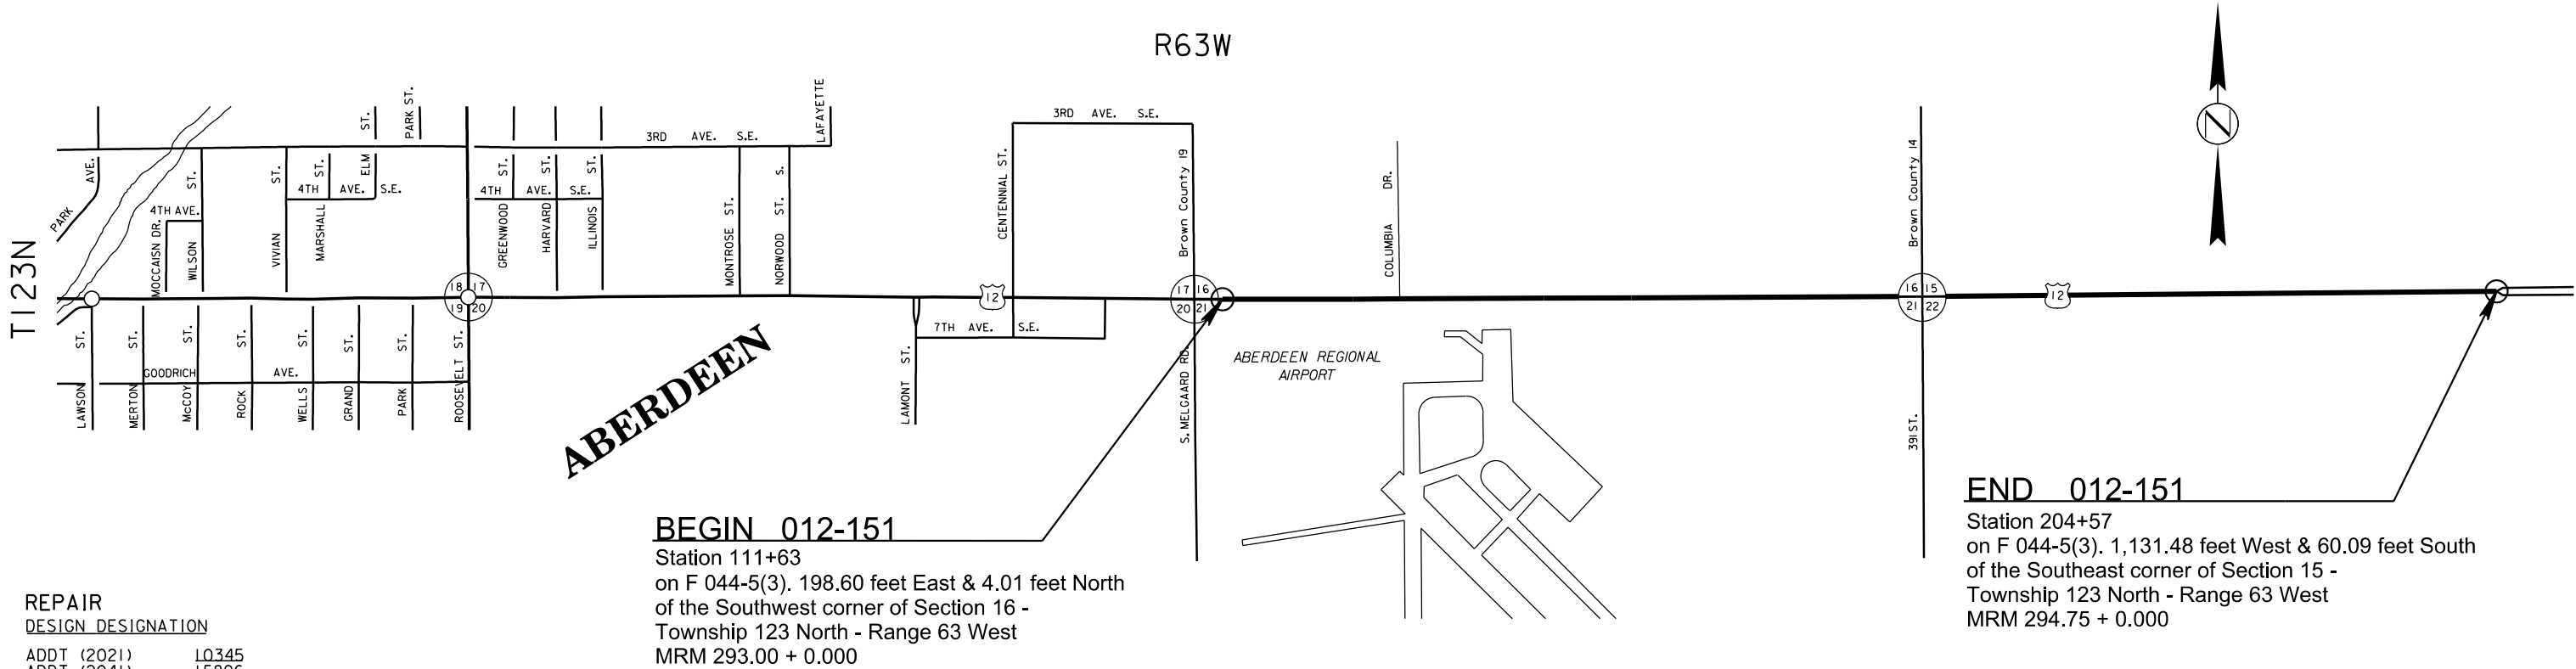 R63W
T123N
PARK AVE.
MOCCAISN DR.
4TH AVE.
WILSON ST.
VIVIAN ST.
MARSHALL ST.
4TH AVE. S.E.
ELM ST.
PARK ST.
GREENWOOD ST.
HARVARD ST.
ILLINOIS ST.
4TH AVE. S.E.
3RD AVE. S.E.
LAFAYETTE
MONTROSE ST.
NORWOOD ST. S.
CENTENNIAL ST.
3RD AVE. S.E.
Brown County 19
COLUMBIA DR.
Brown County 14
N
18 17
19 20
12
17 16
20 21
16 15
21 22
12
LAWSON ST.
MERTON ST.
McCOY ST.
GOODRICH AVE.
ROCK ST.
WELLS ST.
GRAND ST.
PARK ST.
ROOSEVELT ST.
LAMONT ST.
7TH AVE. S.E.
S. MELGAARD RD.
391 ST.
ABERDEEN
ABERDEEN REGIONAL
AIRPORT
BEGIN 012-151
Station 111+63
on F 044-5(3). 198.60 feet East & 4.01 feet North
of the Southwest corner of Section 16 -
Township 123 North - Range 63 West
MRM 293.00 + 0.000
END 012-151
Station 204+57
on F 044-5(3). 1,131.48 feet West & 60.09 feet South
of the Southeast corner of Section 15 -
Township 123 North - Range 63 West
MRM 294.75 + 0.000
REPAIR
DESIGN DESIGNATION
ADDT (2021) 10345